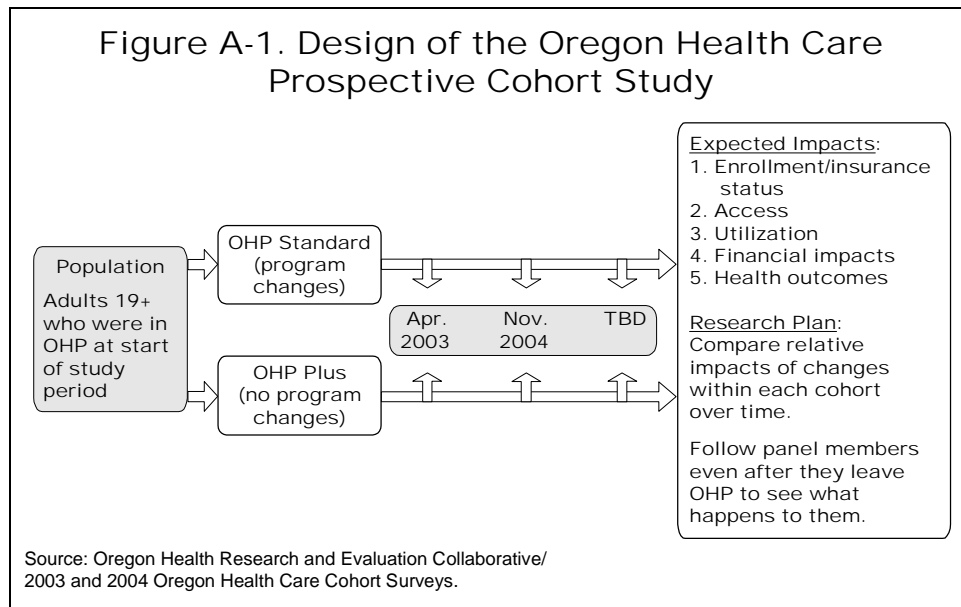 Figure A-1. Design of the Oregon Health Care
Prospective Cohort Study
Population
Adults 19+
who were in
OHP at start
of study
period
OHP Standard
(program
changes)
OHP Plus
(no program
changes)
Apr.
2003
Nov.
2004
TBD
Expected Impacts:
1. Enrollment/insurance
status
2. Access
3. Utilization
4. Financial impacts
5. Health outcomes
Research Plan:
Compare relative
impacts of changes
within each cohort
over time.
Follow panel members
even after they leave
OHP to see what
happens to them.
Source: Oregon Health Research and Evaluation Collaborative/
2003 and 2004 Oregon Health Care Cohort Surveys.